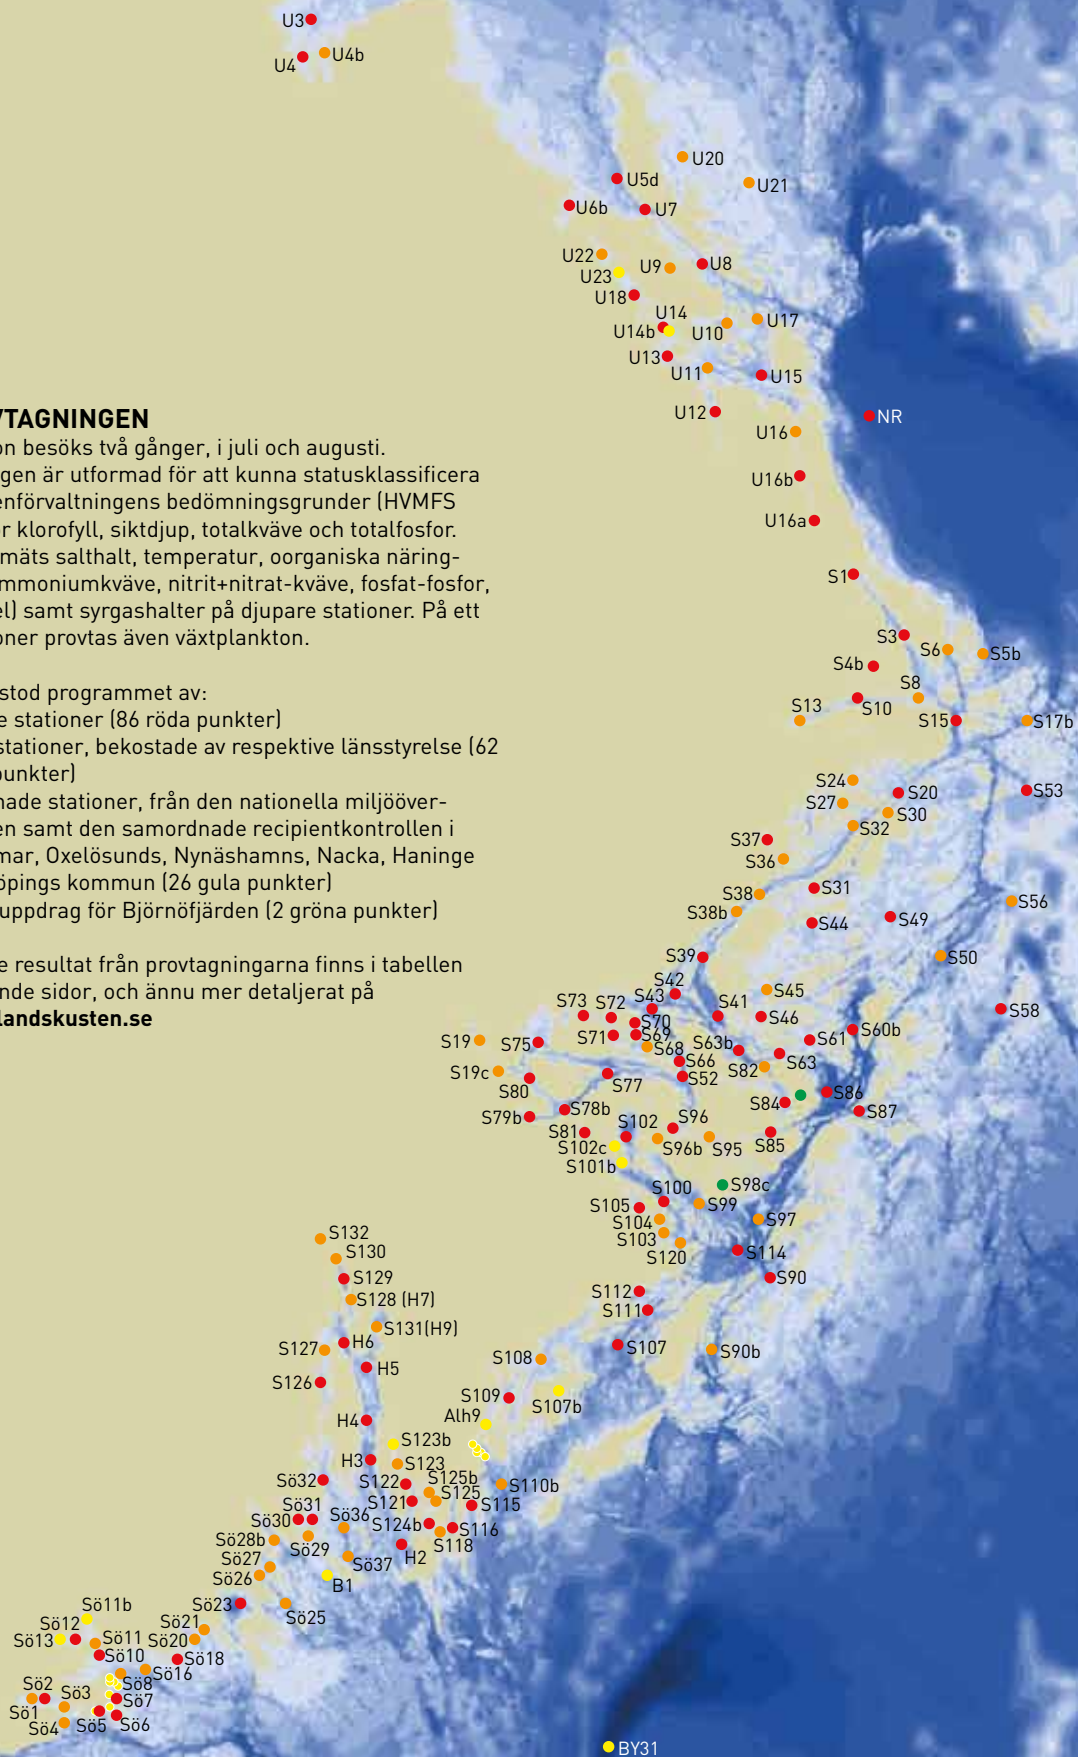 U3
U4b
U4
U20
U5d
U21
U6b
U7
U22
U9
U8
U23
U18
U14
U17
U14b
U10
U13
U11
U15
U12
NR
U16
U16b
U16a
VTAGNINGEN
on besöks två gånger, i juli och augusti.
gen är utformad för att kunna statusklassificera
enförvaltningens bedömningsgrunder (HVMFS
r klorofyll, siktdjup, totalkväve och totalfosfor.
mäts salthalt, temperatur, oorganiska näring-
mmoniumkväve, nitrit+nitrat-kväve, fosfat-fosfor,
el) samt syrgashalter på djupare stationer. På ett
oner provtas även växtplankton.
stod programmet av:
e stationer (86 röda punkter)
stationer, bekostade av respektive länsstyrelse (62
punkter)
nade stationer, från den nationella miljööver-
en samt den samordnade recipientkontrollen i
mar, Oxelösunds, Nynäshamns, Nacka, Haninge
öpings kommun (26 gula punkter)
uppdrag för Björnöfjärden (2 gröna punkter)
e resultat från provtagningarna finns i tabellen
nde sidor, och ännu mer detaljerat på
landskusten.se
S1
S3
S6
S5b
S4b
S8
S13
S10
S15
S17b
S24
S20
S53
S27
S30
S32
S37
S36
S31
S38
S56
S38b
S44
S49
S39
S50
S42
S45
S73
S72
S43
S41
S58
S70
S46
S19
S75
S71
S69
S63b
S61
S60b
S68
S63
S66
S82
S19c
S77
S52
S80
S86
S84
S87
S79b
S78b
S96
S81
S102
S85
S102c
S96b
S95
S101b
S98c
S100
S99
S105
S104
S97
S103
S132
S120
S114
S130
S129
S90
S112
S128 (H7)
S111
S131(H9)
H6
S107
S127
S90b
S108
H5
S126
S109
S107b
Alh9
H4
S123b
H3
S123
Sö32
S122
S125b
S110b
S125
S121
S115
Sö31
Sö30
Sö36
S124b
S116
S118
Sö28b
Sö29
H2
Sö27
Sö37
Sö26
B1
Sö23
Sö25
Sö11b
Sö12
Sö21
Sö13
Sö11
Sö20
Sö10
Sö18
Sö16
Sö8
Sö2
Sö3
Sö7
Sö1
Sö4
Sö5
Sö6
BY31